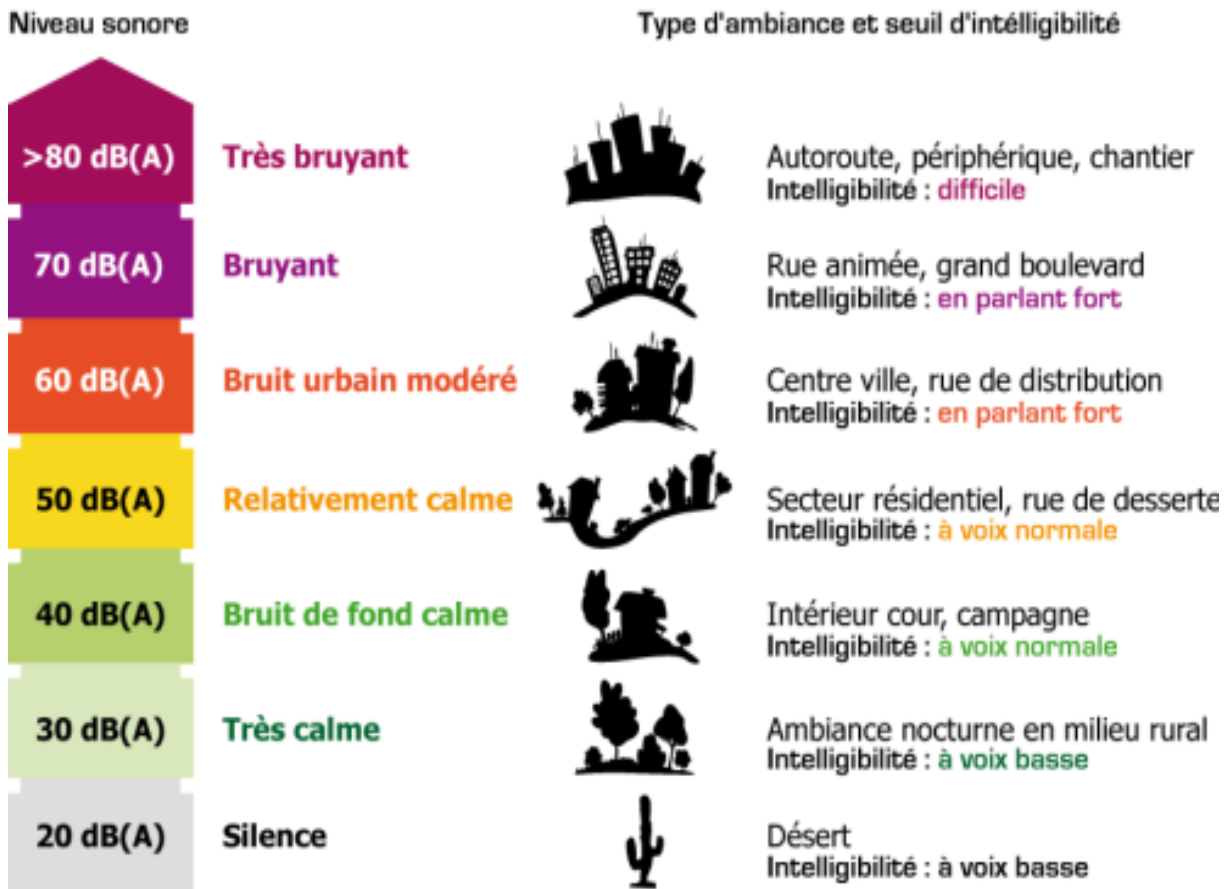 Niveau sonore
Type d'ambiance et seuil d'intélligibilité
>80 dB(A)
Très bruyant
Autoroute, périphérique, chantier
Intelligibilité : difficile
70 dB(A)
Bruyant
Rue animée, grand boulevard
Intelligibilité : en parlant fort
60 dB(A)
Bruit urbain modéré
Centre ville, rue de distribution
Intelligibilité : en parlant fort
50 dB(A)
Relativement calme
Secteur résidentiel, rue de desserte
Intelligibilité : à voix normale
40 dB(A)
Bruit de fond calme
Intérieur cour, campagne
Intelligibilité : à voix normale
30 dB(A)
Très calme
Ambiance nocturne en milieu rural
Intelligibilité : à voix basse
20 dB(A)
Silence
Désert
Intelligibilité : à voix basse